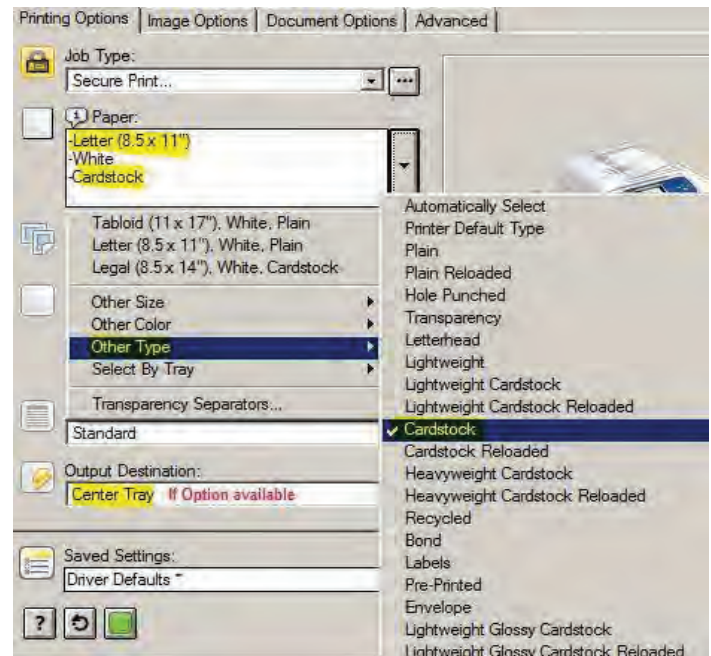 Printing Options Image Options Document Options Advanced
Job Type:
Secure Print...
Paper:
-Letter (8.5 x 11")
-White
-Cardstock
Tabloid (11 x 17"), White, Plain
Letter (8.5 x 11"), White, Plain
Legal (8.5 x 14"), White, Cardstock
Other Size
Other Color
Other Type
Select By Tray
Transparency Separators...
Standard
Output Destination:
Center Tray If Option available
Saved Settings:
Driver Defaults *
?
Automatically Select
Printer Default Type
Plain
Plain Reloaded
Hole Punched
Transparency
Letterhead
Lightweight
Lightweight Cardstock
Lightweight Cardstock Reloaded
Cardstock
Cardstock Reloaded
Heavyweight Cardstock
Heavyweight Cardstock Reloaded
Recycled
Bond
Labels
Pre-Printed
Envelope
Lightweight Glossy Cardstock
Lightweight Glossy Cardstock Reloaded